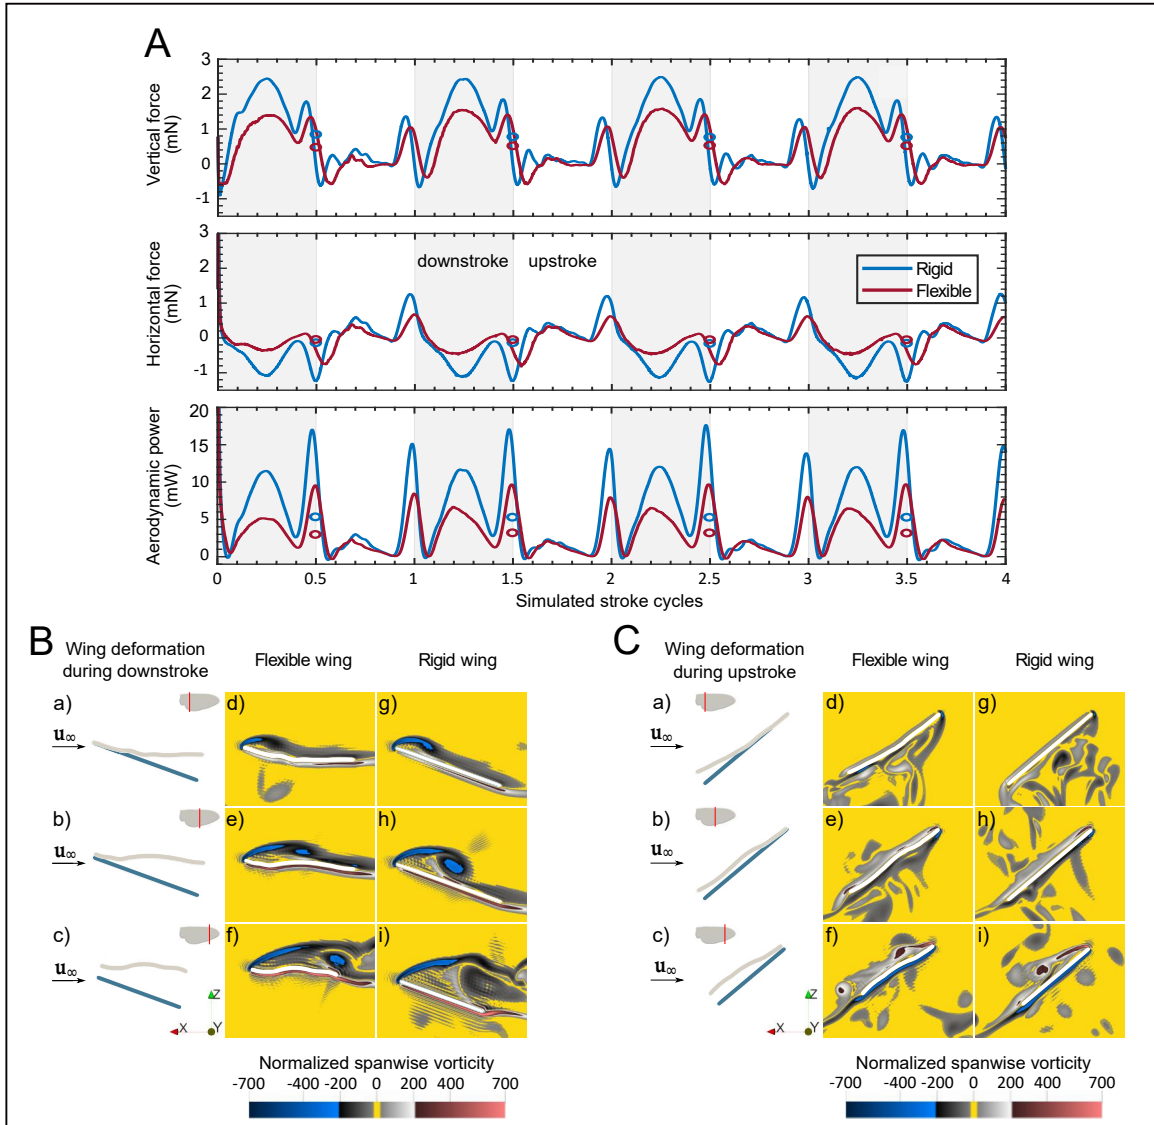 A
Vertical force
(mN)
3
2
1
0
-1
Horizontal force
(mN)
3
2
1
0
-1
downstroke
upstroke
Rigid
Flexible
Aerodynamic power
(mW)
20
15
10
5
0
0 0.5 1 1.5 2 2.5 3 3.5 4
Simulated stroke cycles
B
Wing deformation
during downstroke
Flexible wing
Rigid wing
a)
u∞
d)
g)
b)
u∞
e)
h)
c)
u∞
f)
i)
Z
X
Y
Normalized spanwise vorticity
-700 -400 -200 0 200 400 700
C
Wing deformation
during upstroke
Flexible wing
Rigid wing
a)
u∞
d)
g)
b)
u∞
e)
h)
c)
u∞
f)
i)
Z
X
Y
Normalized spanwise vorticity
-700 -400 -200 0 200 400 700